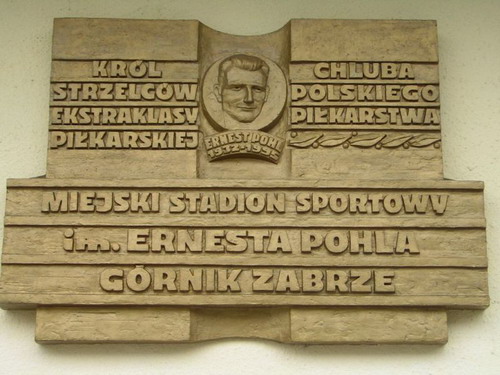 KRÓL
STRZELCÓW
EKSTRAKLASY
PIŁKARSKIEJ
ERNEST POHL
1932-1995
CHLUBA
POLSKIEGO
PIŁKARSTWA
MIEJSKI STADION SPORTOWY
im. ERNESTA POHLA
GÓRNIK ZABRZE